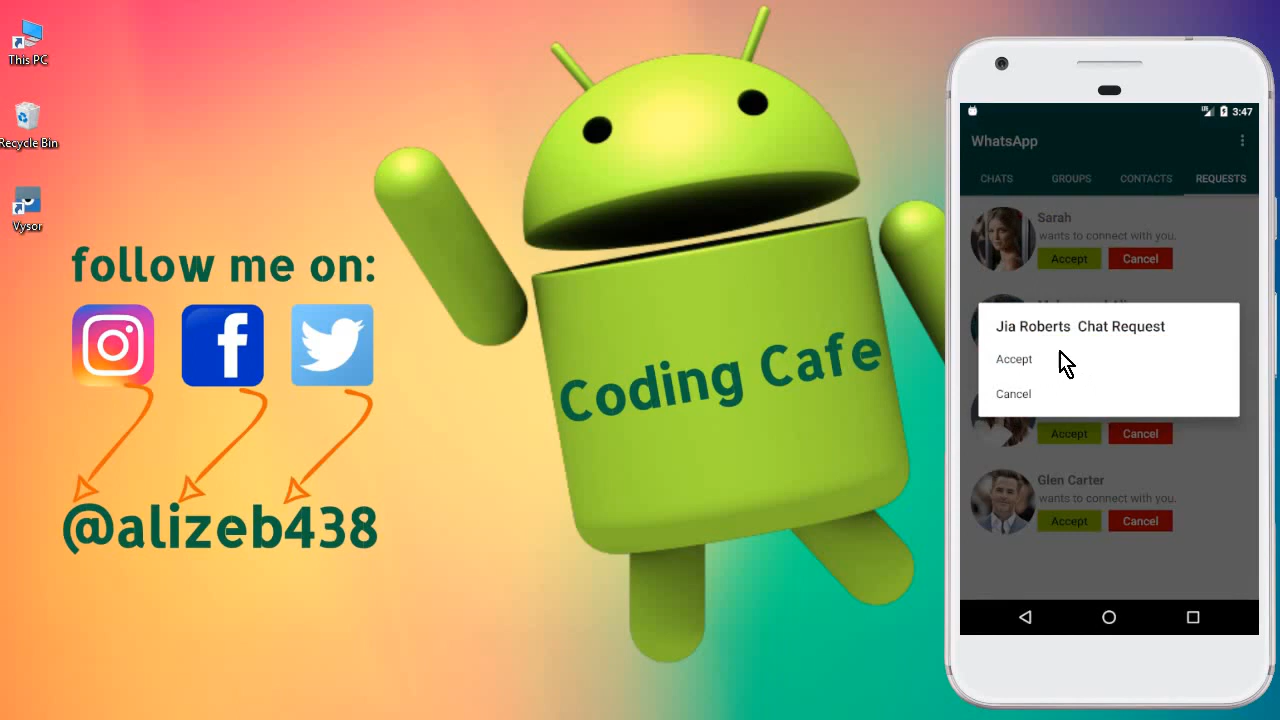 This PC
Recycle Bin
Vysor
follow me on:
@alizeb438
Coding Cafe
3:47
WhatsApp
CHATS GROUPS CONTACTS REQUESTS
Sarah
wants to connect with you.
Accept Cancel
Jia Roberts Chat Request
Accept
Cancel
Accept Cancel
Glen Carter
wants to connect with you.
Accept Cancel